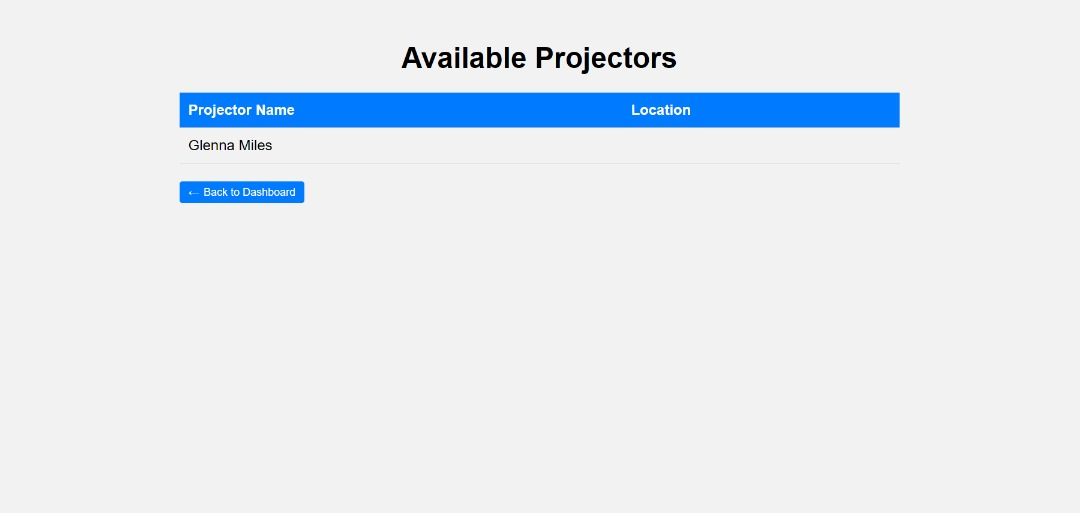 Available Projectors
Projector Name Location
Glenna Miles
← Back to Dashboard